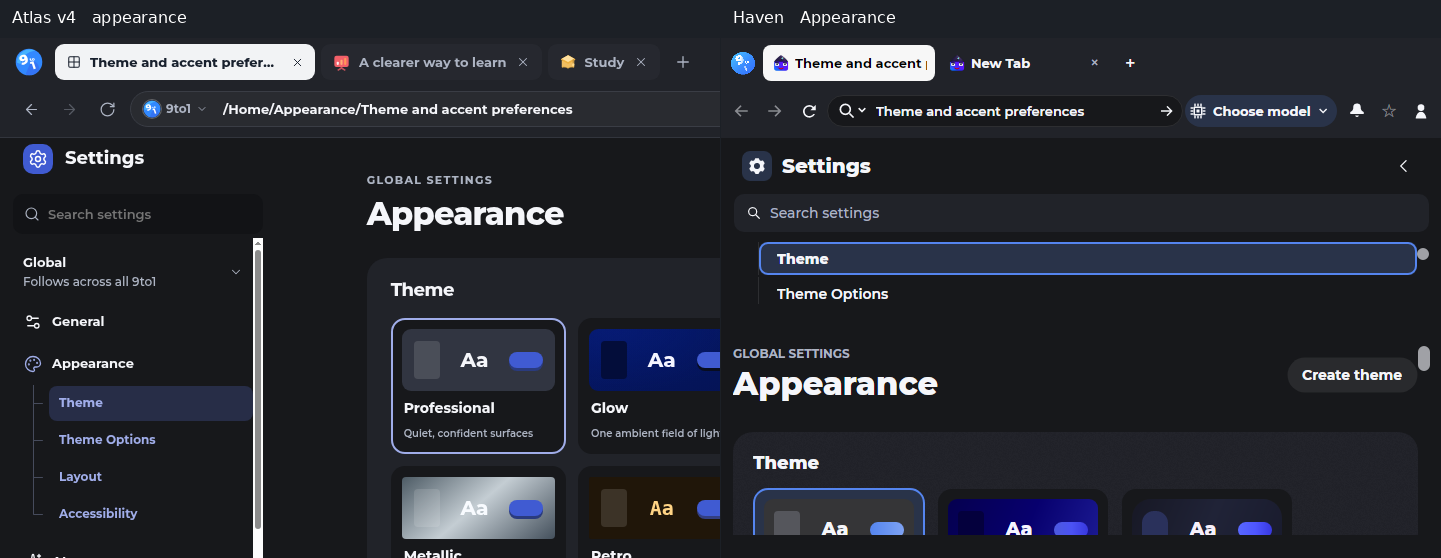 Atlas v4 appearance
Theme and accent prefer...
A clearer way to learn
Study
9to1
/Home/Appearance/Theme and accent preferences
Settings
Search settings
Global
Follows across all 9to1
General
Appearance
Theme
Theme Options
Layout
Accessibility
GLOBAL SETTINGS
Appearance
Theme
Aa
Professional
Quiet, confident surfaces
Aa
Glow
One ambient field of light
Aa
Metallic
Aa
Retro
Haven Appearance
Theme and accent
New Tab
Theme and accent preferences
Choose model
Settings
Search settings
Theme
Theme Options
GLOBAL SETTINGS
Appearance
Create theme
Theme
Aa
Aa
Aa